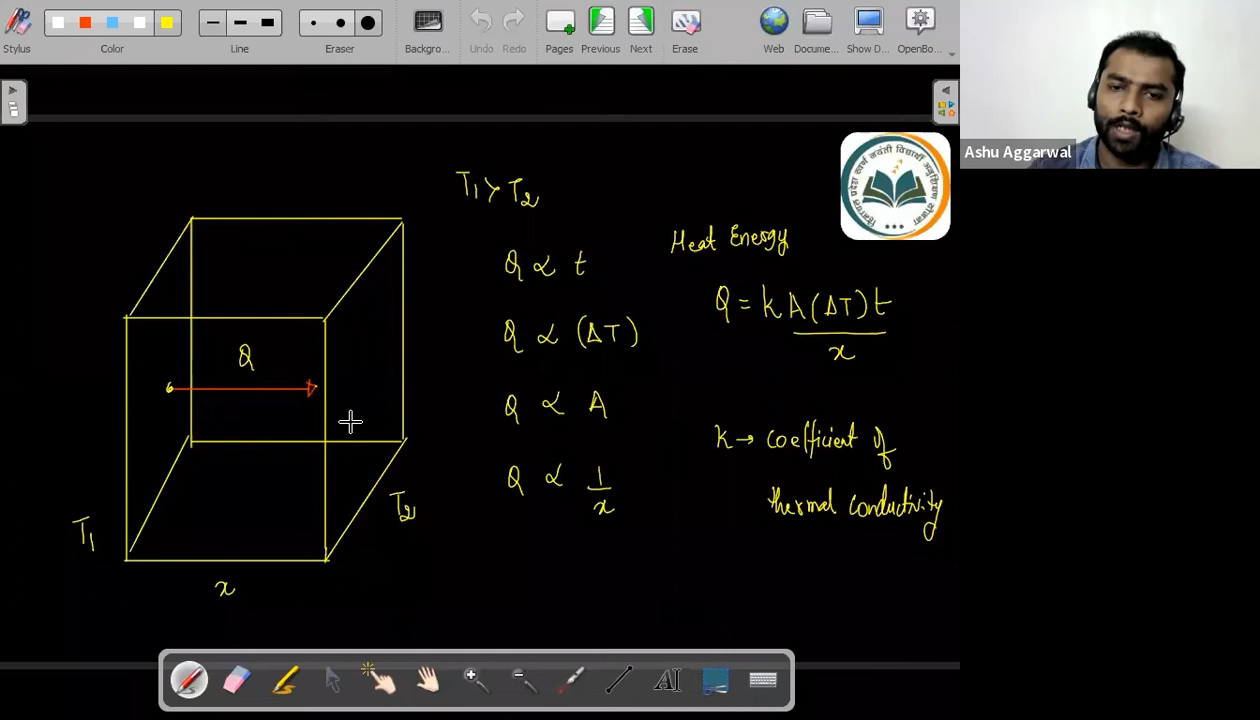 Stylus
Color
Line
Eraser
Backgro...
Undo
Redo
Pages
Previous
Next
Erase
Web
Docume...
Show D...
OpenBo...
Ashu Aggarwal
T₁ > T₂
Heat Energy
Q ∝ t
Q = k A (ΔT) t
x
Q ∝ (ΔT)
Q
Q ∝ A
k → coefficient of
thermal conductivity
Q ∝ 1
x
T₂
T₁
x
AI